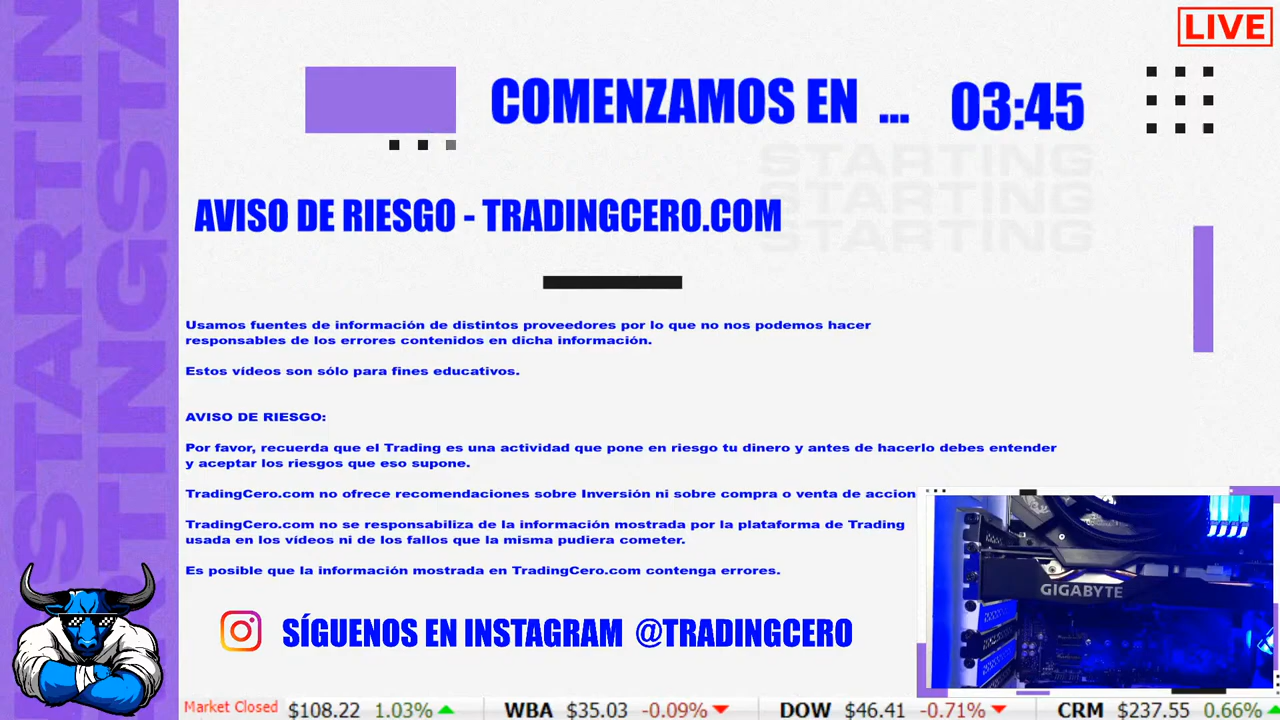 LIVE
COMENZAMOS EN ... 03:45
STARTING
STARTING
STARTING
AVISO DE RIESGO - TRADINGCERO.COM
Usamos fuentes de información de distintos proveedores por lo que no nos podemos hacer
responsables de los errores contenidos en dicha información.
Estos vídeos son sólo para fines educativos.
AVISO DE RIESGO:
Por favor, recuerda que el Trading es una actividad que pone en riesgo tu dinero y antes de hacerlo debes entender
y aceptar los riesgos que eso supone.
TradingCero.com no ofrece recomendaciones sobre Inversión ni sobre compra o venta de accion
TradingCero.com no se responsabiliza de la información mostrada por la plataforma de Trading
usada en los vídeos ni de los fallos que la misma pudiera cometer.
Es posible que la información mostrada en TradingCero.com contenga errores.
GIGABYTE
SÍGUENOS EN INSTAGRAM @TRADINGCERO
Market Closed $108.22 1.03% WBA $35.03 -0.09% DOW $46.41 -0.71% CRM $237.55 0.66%